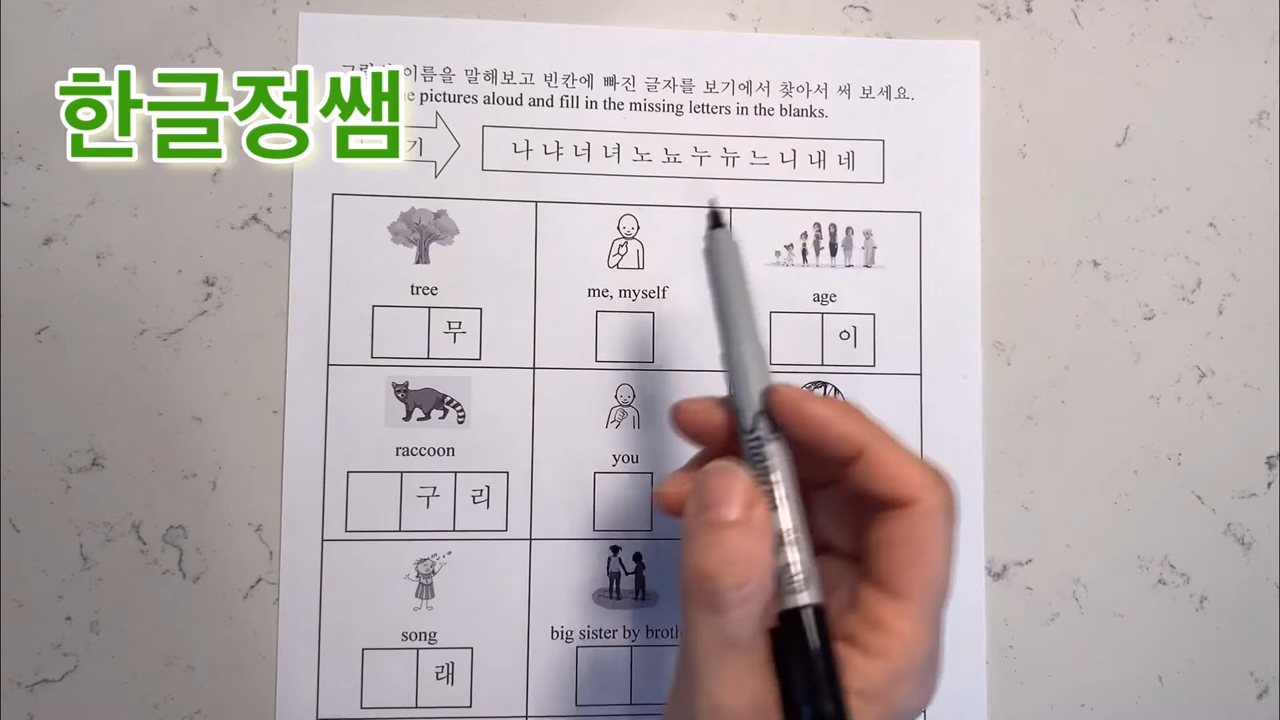 한글정쌤
이름을 말해보고 빈칸에 빠진 글자를 보기에서 찾아서 써 보세요.
pictures aloud and fill in the missing letters in the blanks.
기
나 냐 너 녀 노 뇨 누 뉴 느 니 내 네
tree
me, myself
age
무
이
raccoon
you
구 리
song
big sister by
래